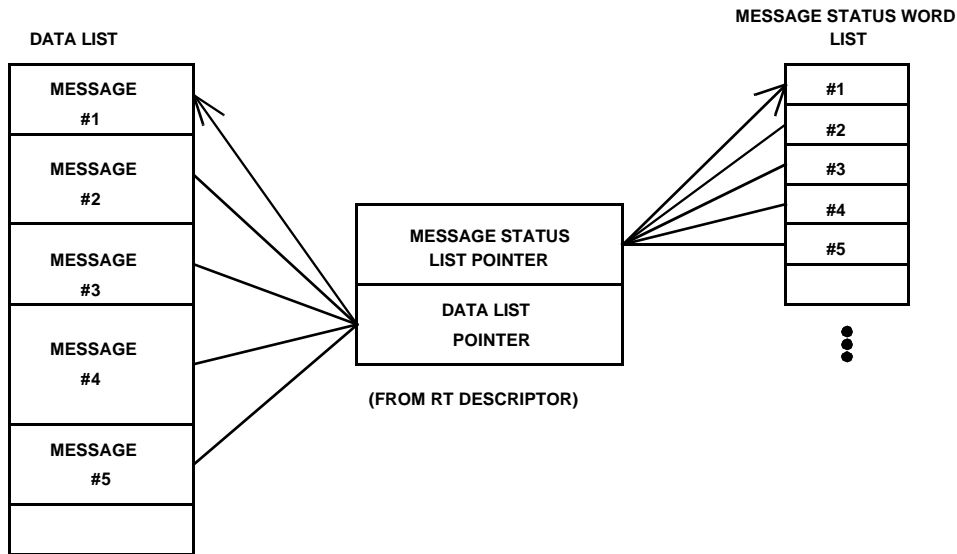 DATA LIST
MESSAGE
#1
MESSAGE
#2
MESSAGE
#3
MESSAGE
#4
MESSAGE
#5
MESSAGE STATUS
LIST POINTER
DATA LIST
POINTER
(FROM RT DESCRIPTOR)
MESSAGE STATUS WORD
LIST
#1
#2
#3
#4
#5